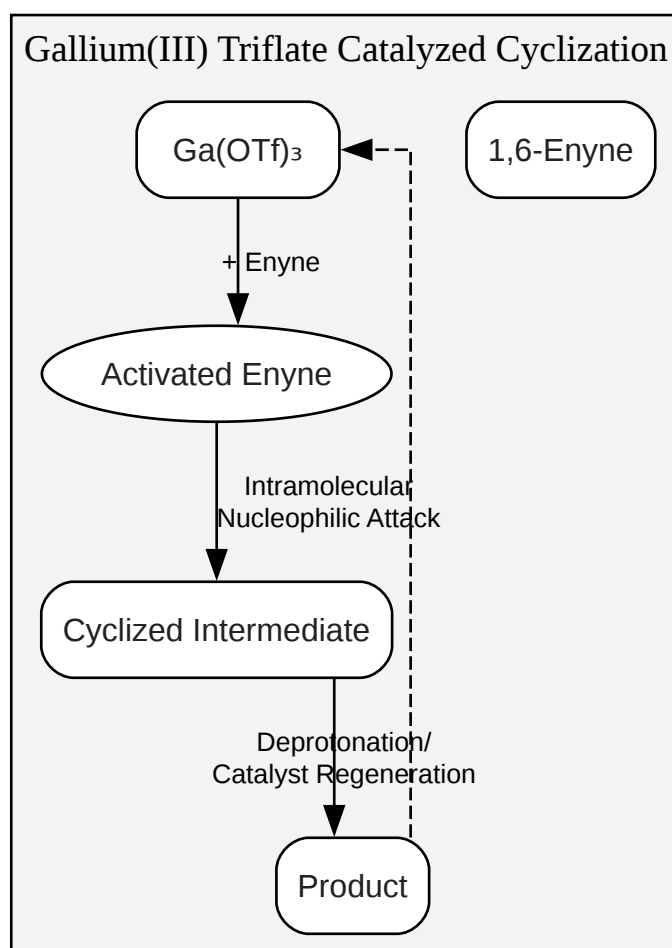 Gallium(III) Triflate Catalyzed Cyclization
Ga(OTf)₃
1,6-Enyne
+ Enyne
Activated Enyne
Intramolecular
Nucleophilic Attack
Cyclized Intermediate
Deprotonation/
Catalyst Regeneration
Product